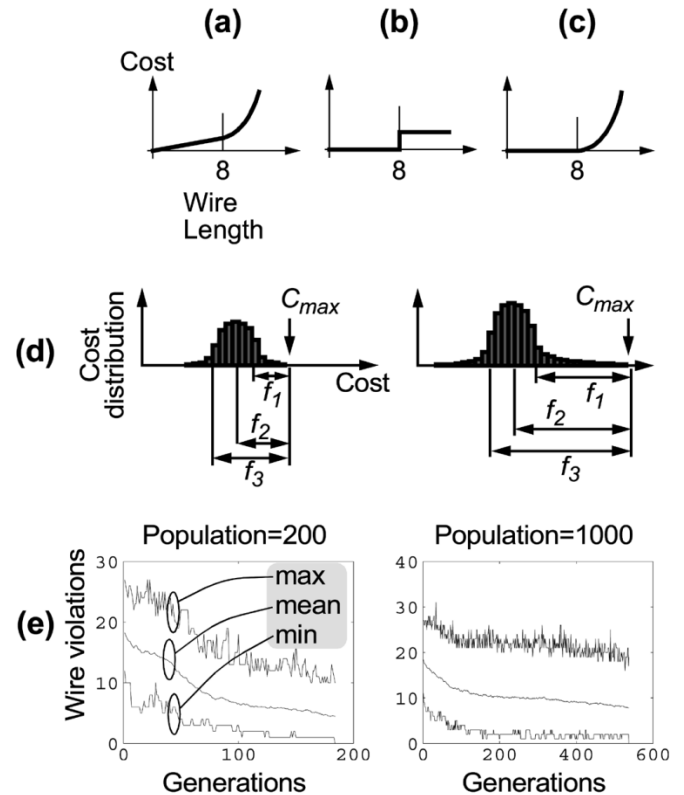 (a) (b) (c)
Cost
8 8 8
Wire
Length
(d)
Cost
distribution
Cmax Cmax
Cost
f1 f1
f2 f2
f3 f3
Population=200 Population=1000
(e)
Wire violations
30 20 10 0
max
mean
min
0 100 200
40 30 20 10 0
0 200 400 600
Generations Generations